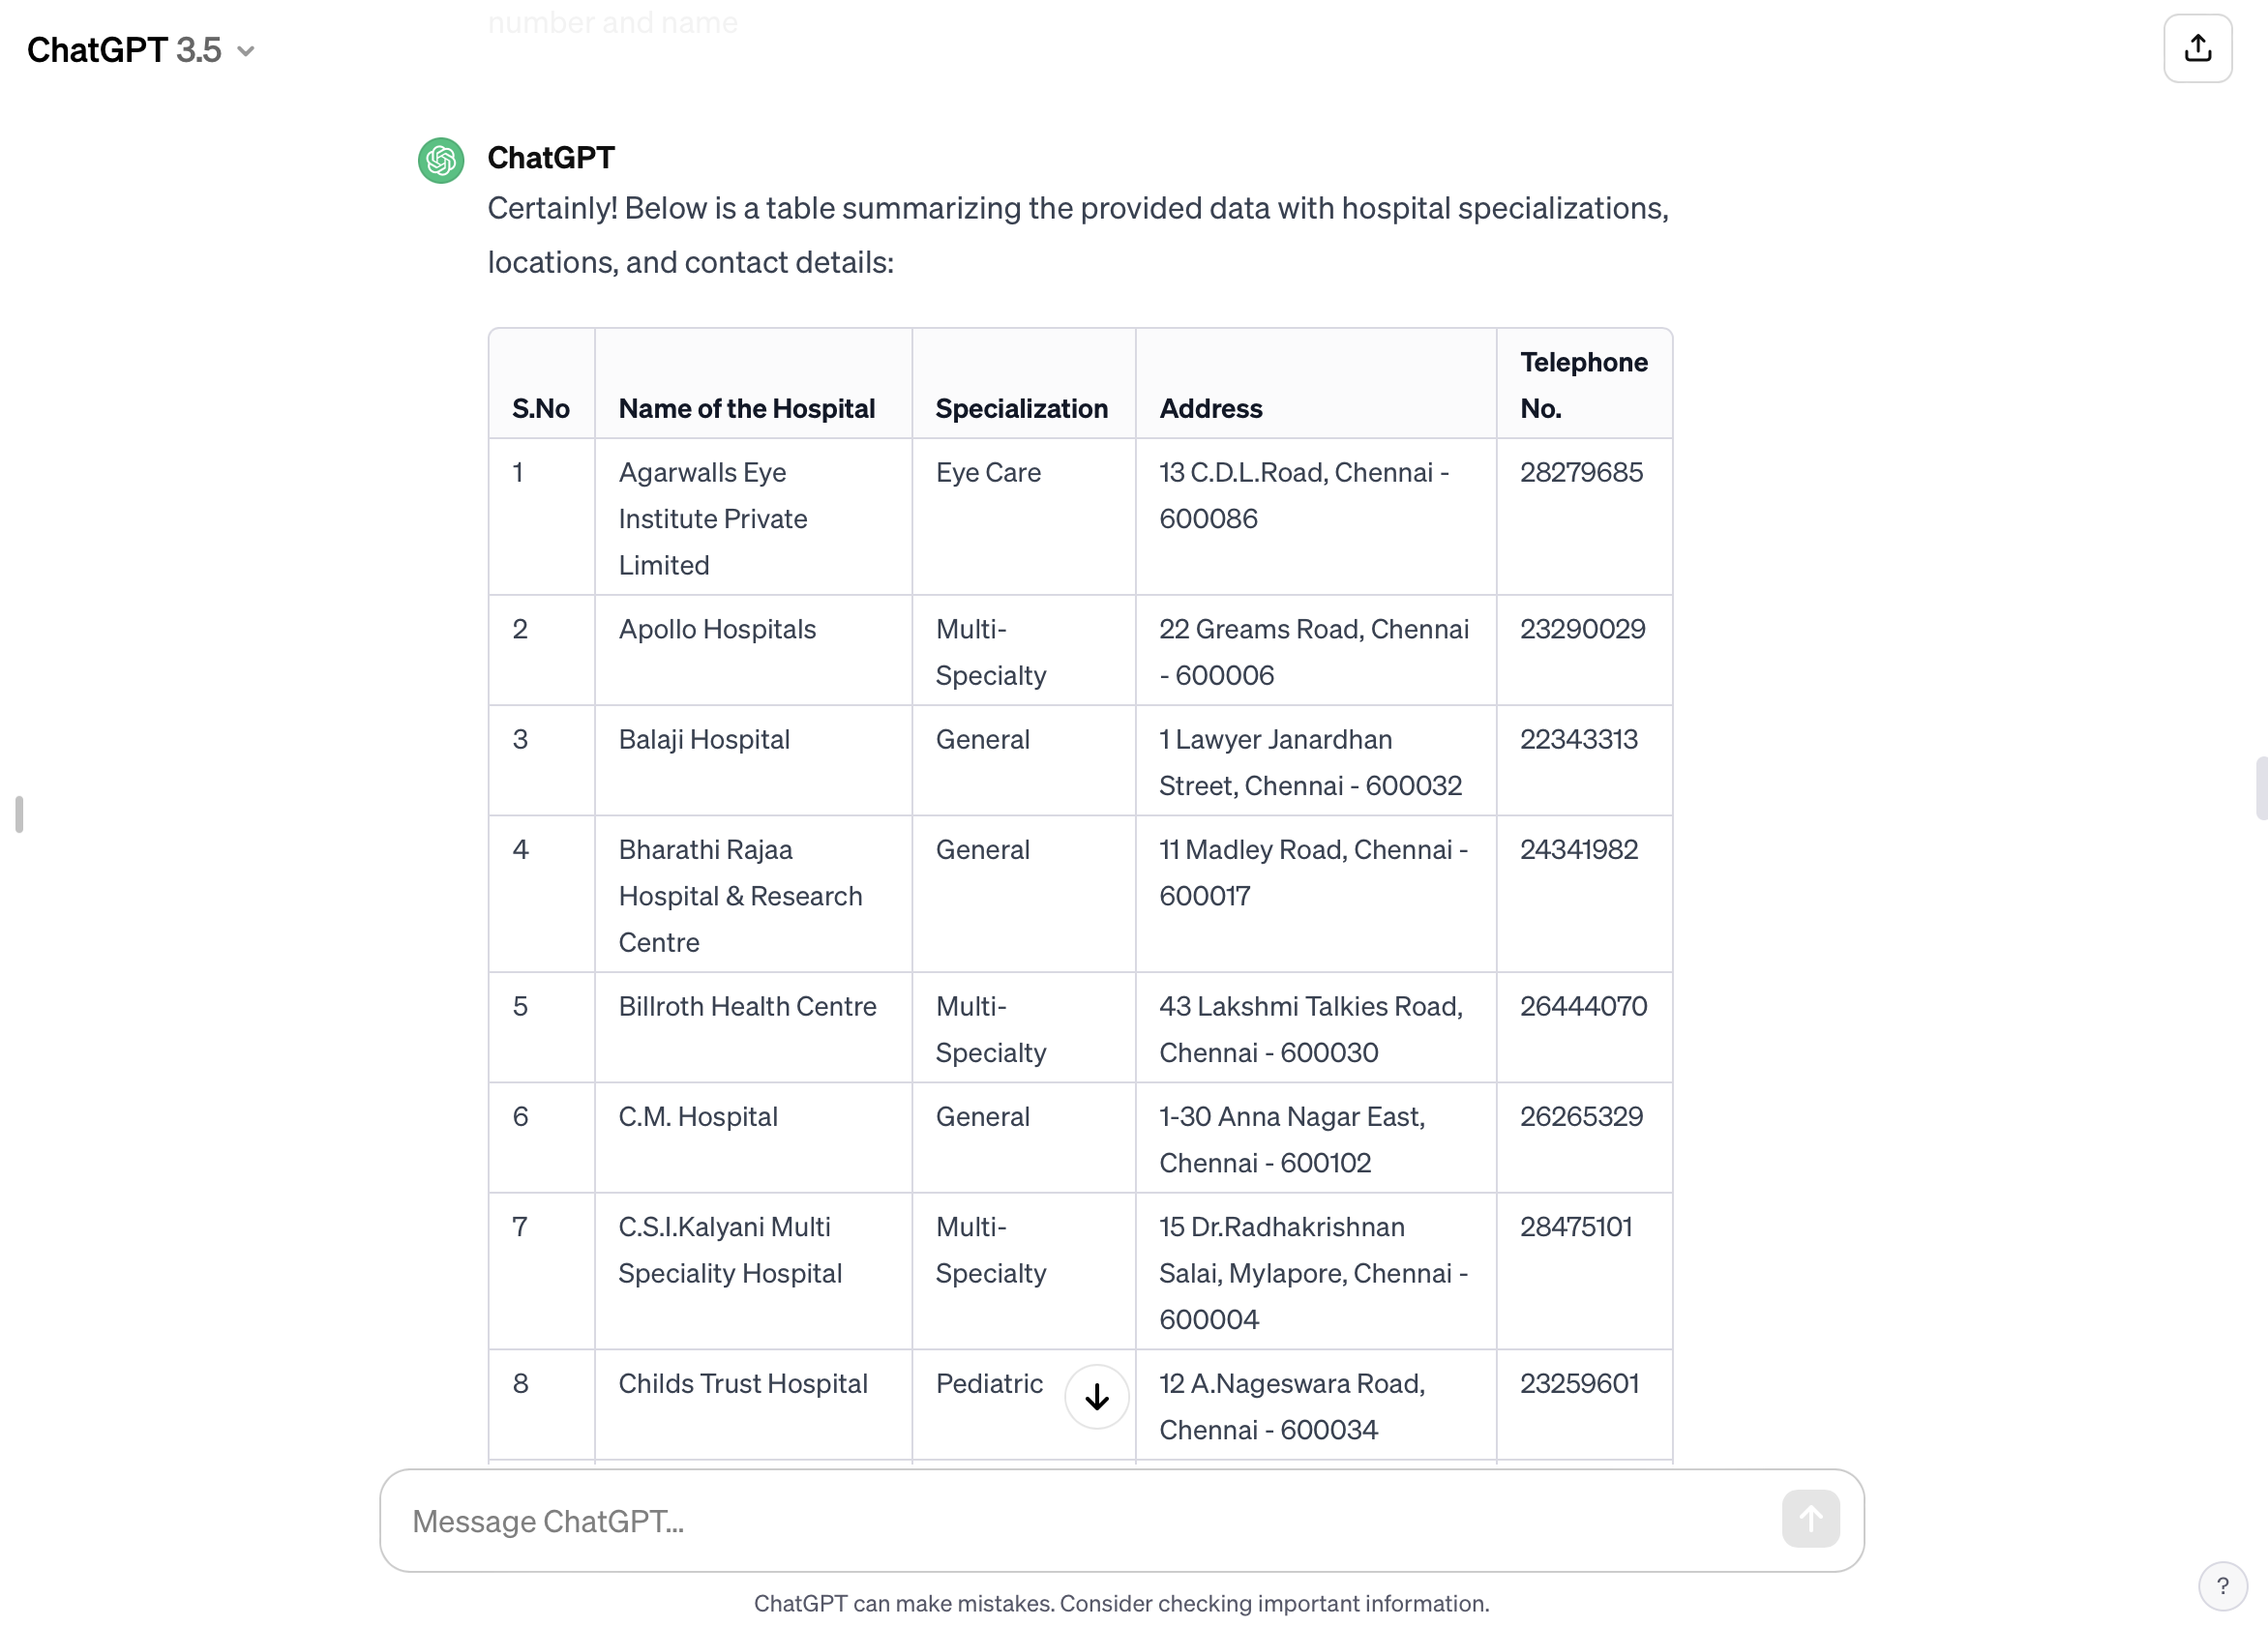 number and name
ChatGPT 3.5
ChatGPT
Certainly! Below is a table summarizing the provided data with hospital specializations,
locations, and contact details:
S.No Name of the Hospital Specialization Address Telephone No.
1 Agarwalls Eye Institute Private Limited Eye Care 13 C.D.L.Road, Chennai - 600086 28279685
2 Apollo Hospitals Multi-Specialty 22 Greams Road, Chennai - 600006 23290029
3 Balaji Hospital General 1 Lawyer Janardhan Street, Chennai - 600032 22343313
4 Bharathi Rajaa Hospital & Research Centre General 11 Madley Road, Chennai - 600017 24341982
5 Billroth Health Centre Multi-Specialty 43 Lakshmi Talkies Road, Chennai - 600030 26444070
6 C.M. Hospital General 1-30 Anna Nagar East, Chennai - 600102 26265329
7 C.S.I.Kalyani Multi Speciality Hospital Multi-Specialty 15 Dr.Radhakrishnan Salai, Mylapore, Chennai - 600004 28475101
8 Childs Trust Hospital Pediatric 12 A.Nageswara Road, Chennai - 600034 23259601
Message ChatGPT...
ChatGPT can make mistakes. Consider checking important information.
?